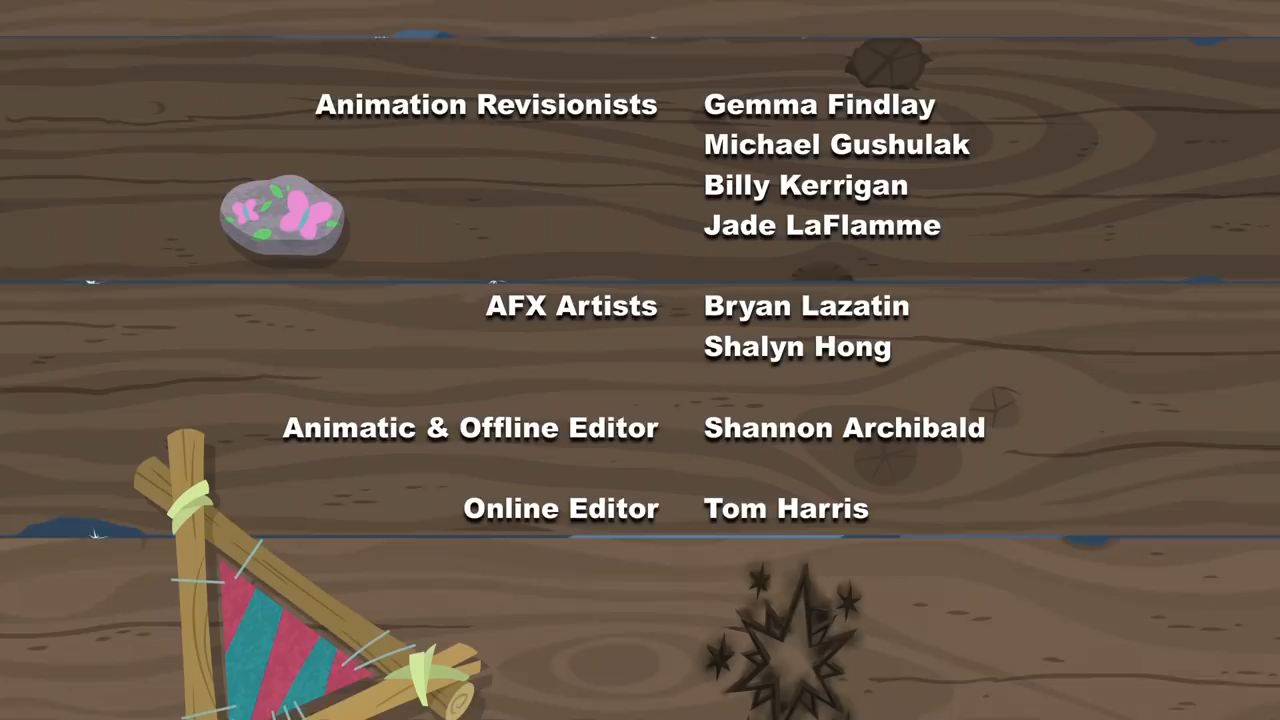 Animation Revisionists Gemma Findlay
Michael Gushulak
Billy Kerrigan
Jade LaFlamme
AFX Artists Bryan Lazatin
Shalyn Hong
Animatic & Offline Editor Shannon Archibald
Online Editor Tom Harris